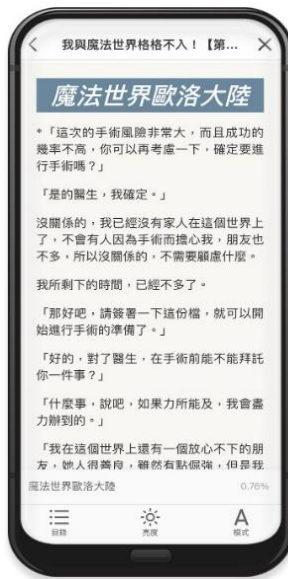 我與魔法世界格格不入！【第...
魔法世界歐洛大陸
*「這次的手術風險非常大，而且成功的
幾率不高，你可以再考慮一下，確定要進
行手術嗎？」
「是的醫生，我確定。」
沒關係的，我已經沒有家人在這個世界上
了，不會有人因為手術而擔心我，朋友也
不多，所以沒關係的，不需要顧慮什麼。
我所剩下的時間，已經不多了。
「那好吧，請簽署一下這份檔，就可以開
始進行手術的準備了。」
「好的，對了醫生，在手術前能不能拜託
你一件事？」
「什麼事，說吧，如果力所能及，我會盡
力辦到的。」
「我在這個世界上還有一個放心不下的朋
友，她人很善良，雖然有點倔強，但是我
魔法世界歐洛大陸 0.76%
目錄 亮度 模式